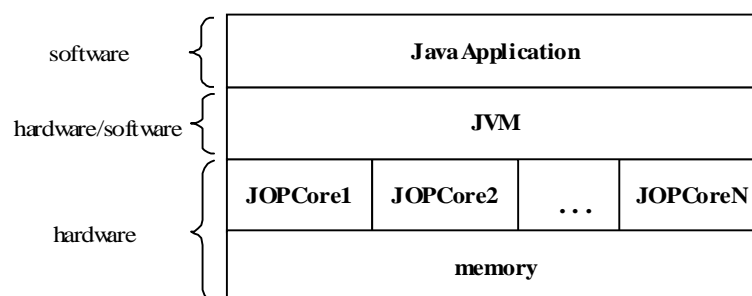 software
Java Application
hardware/software
JVM
JOPCore1
JOPCore2
...
JOPCoreN
hardware
memory